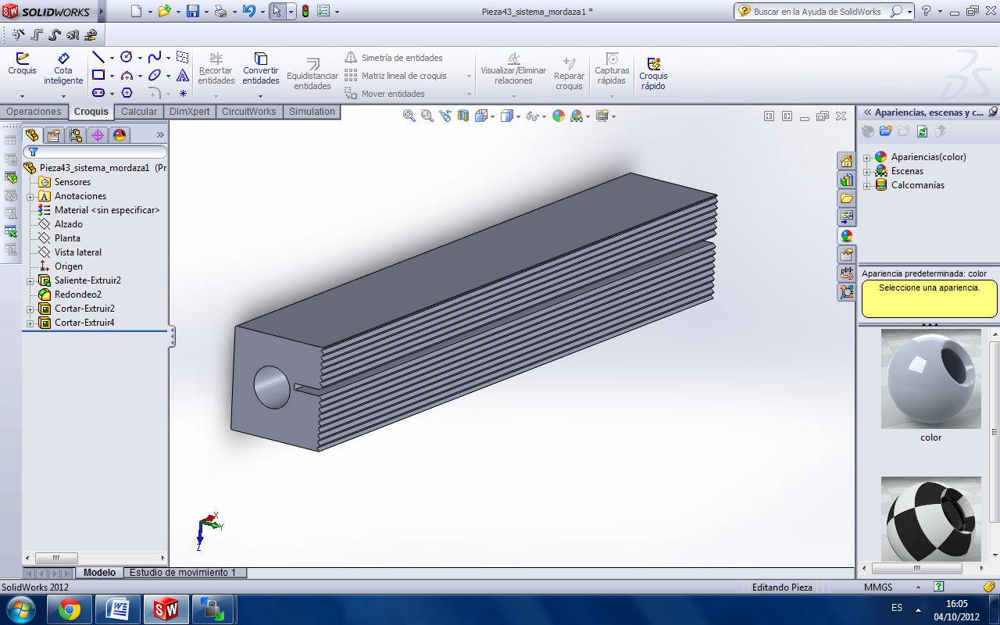 SOLIDWORKS
Pieza43_sistema_mordaza1 *
Buscar en la Ayuda de SolidWorks
Croquis
Cota inteligente
Recortar entidades
Convertir entidades
Equidistanciar entidades
Simetría de entidades
Matriz lineal de croquis
Mover entidades
Visualizar/Eliminar relaciones
Reparar croquis
Capturas rápidas
Croquis rápido
Operaciones
Croquis
Calcular
DimXpert
CircuitWorks
Simulation
Pieza43_sistema_mordaza1 (Pr
Sensores
Anotaciones
Material <sin especificar>
Alzado
Planta
Vista lateral
Origen
Saliente-Extruir2
Redondeo2
Cortar-Extruir2
Cortar-Extruir4
X
Y
Z
Apariencias, escenas y c...
Apariencias(color)
Escenas
Calcomanías
Apariencia predeterminada: color
Seleccione una apariencia.
color
Modelo
Estudio de movimiento 1
SolidWorks 2012
Editando Pieza
MMGS
ES
16:05
04/10/2012